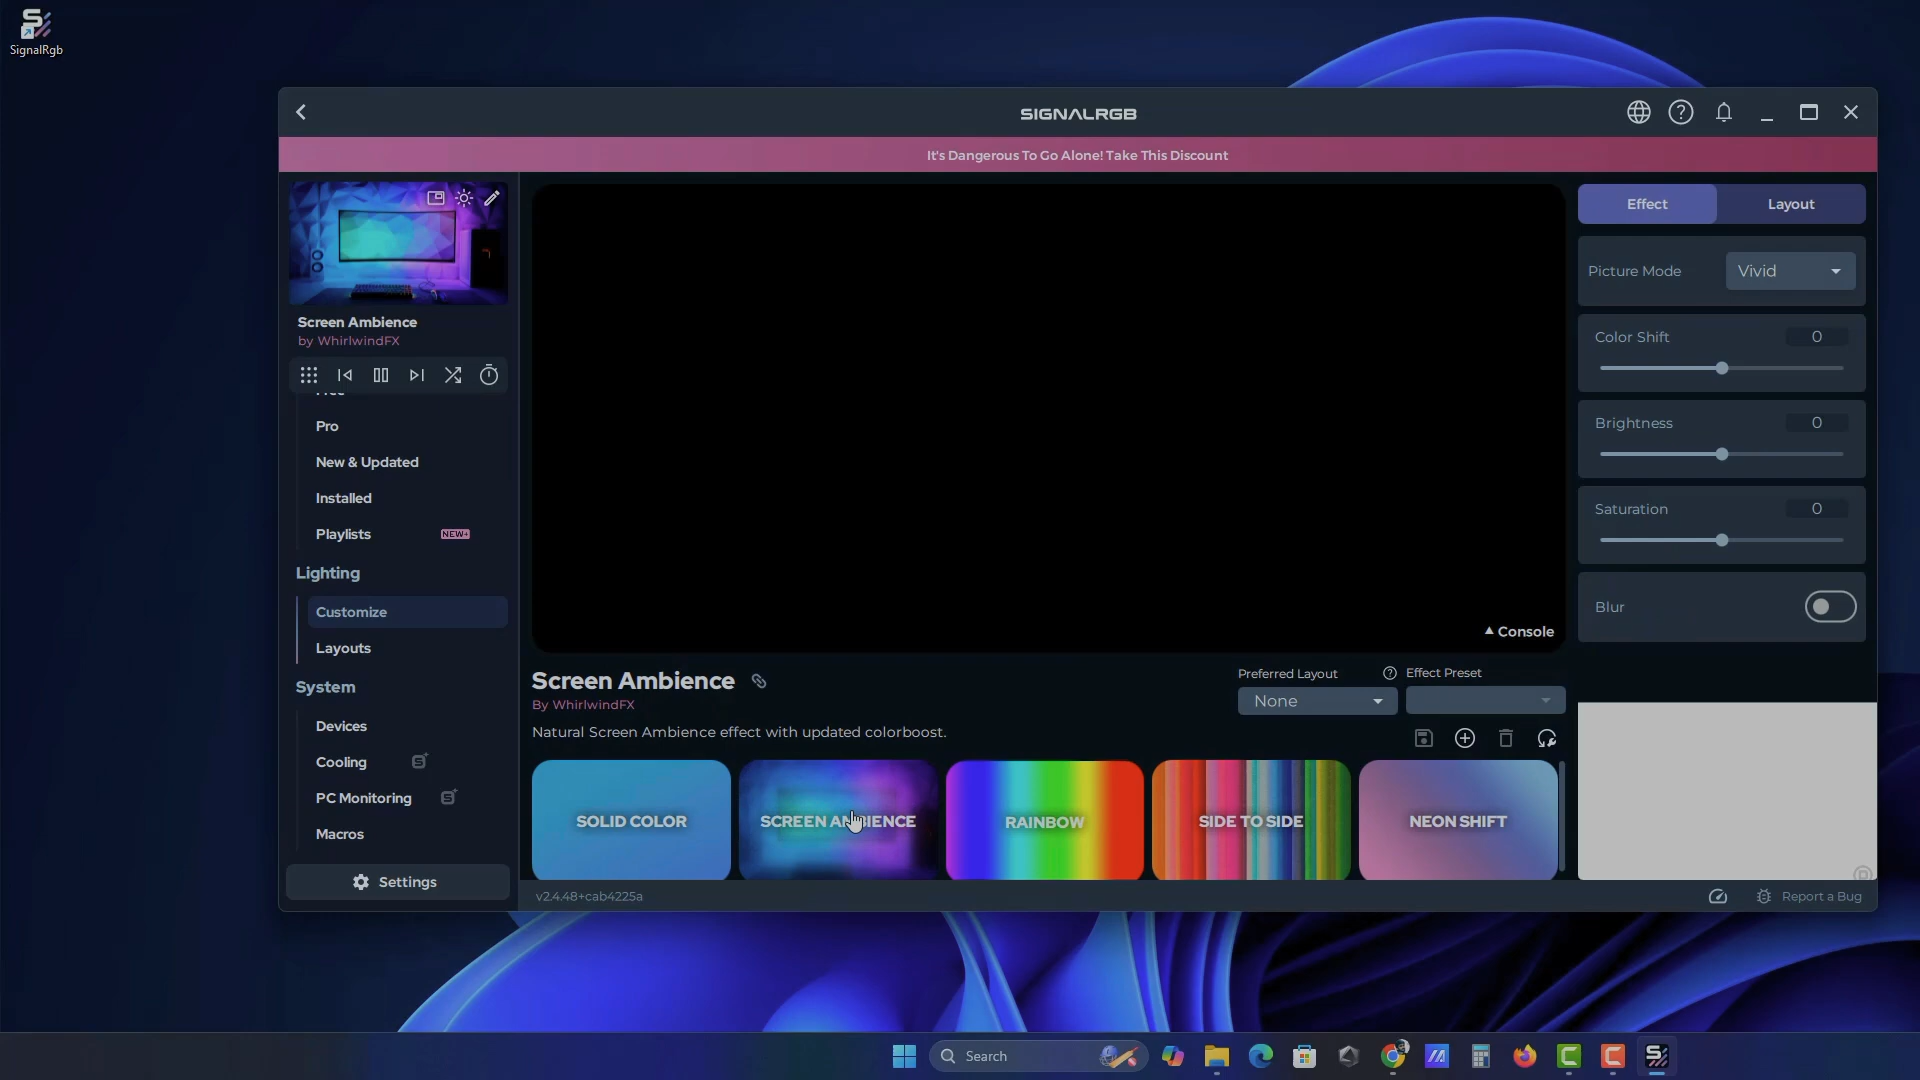 SignalRgb
SIGNALRGB
It's Dangerous To Go Alone! Take This Discount
Screen Ambience
by WhirlwindFX
Pro
New & Updated
Installed
Playlists NEW+
Lighting
Customize
Layouts
System
Devices
Cooling
PC Monitoring
Macros
Settings
Console
Screen Ambience
By WhirlwindFX
Natural Screen Ambience effect with updated colorboost.
Preferred Layout
None
Effect Preset
SOLID COLOR
SCREEN AMBIENCE
RAINBOW
SIDE TO SIDE
NEON SHIFT
v2.4.48+cab4225a
Effect Layout
Picture Mode Vivid
Color Shift 0
Brightness 0
Saturation 0
Blur
Report a Bug
Search